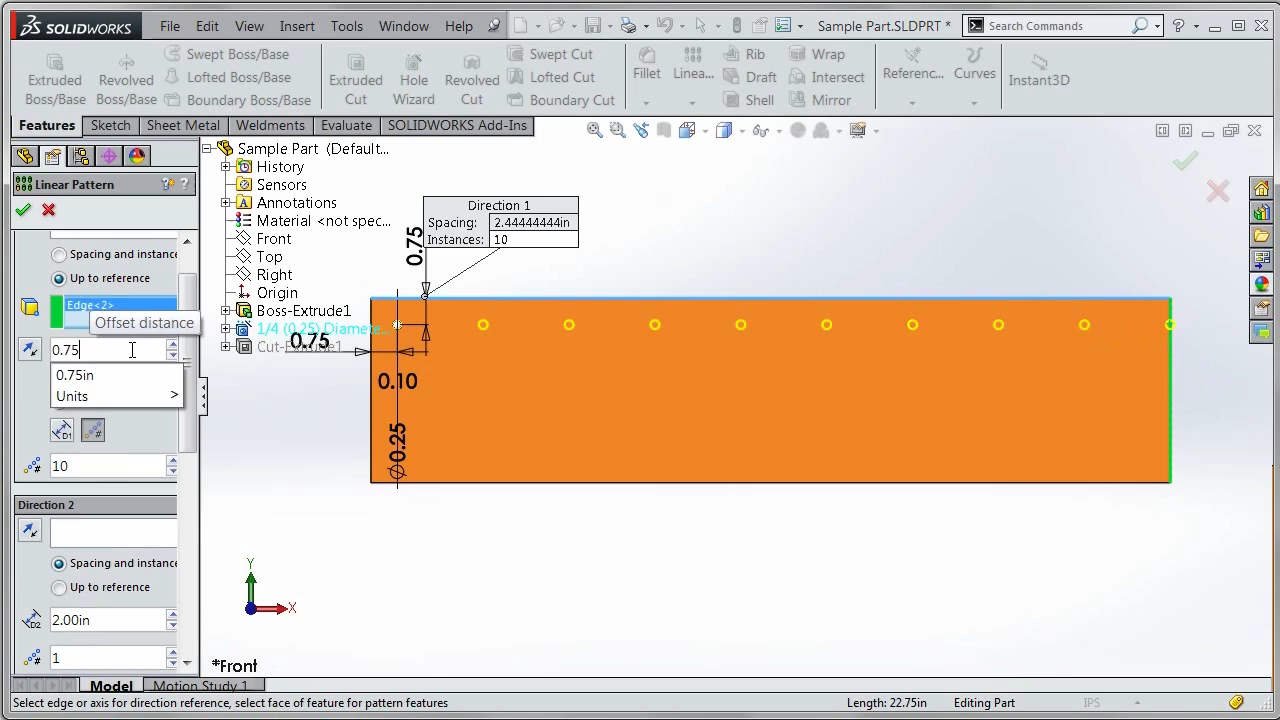 SOLIDWORKS File Edit View Insert Tools Window Help Sample Part.SLDPRT * Search Commands
Extruded Boss/Base
Revolved Boss/Base
Swept Boss/Base
Lofted Boss/Base
Boundary Boss/Base
Extruded Cut
Hole Wizard
Revolved Cut
Swept Cut
Lofted Cut
Boundary Cut
Fillet
Linea...
Rib
Draft
Shell
Wrap
Intersect
Mirror
Referenc...
Curves
Instant3D
Features Sketch Sheet Metal Weldments Evaluate SOLIDWORKS Add-Ins
Linear Pattern
Spacing and instance
Up to reference
Edge<2>
Offset distance
0.75
0.75in
Units >
D1
10
Direction 2
Spacing and instance
Up to reference
D2
2.00in
1
Sample Part (Default...
History
Sensors
Annotations
Material <not spec...
Front
Top
Right
Origin
Boss-Extrude1
1/4 (0.25) Diamete...
Cut-Extrude1
Direction 1
Spacing: 2.44444444in
Instances: 10
0.75
0.75
0.10
⌀0.25
Y
X
*Front
Model Motion Study 1
Select edge or axis for direction reference, select face of feature for pattern features Length: 22.75in Editing Part IPS